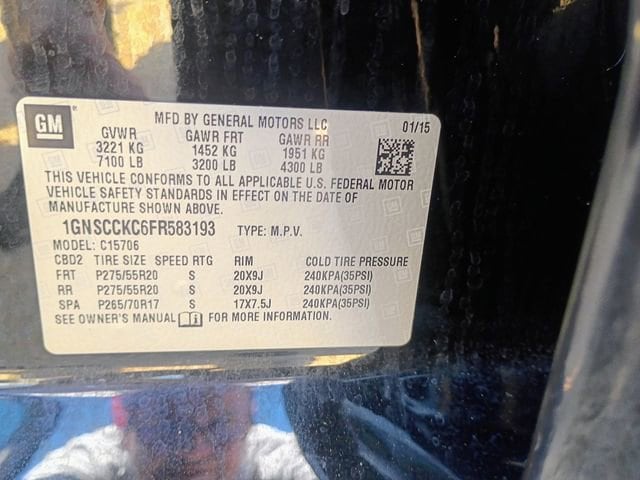 GM
MFD BY GENERAL MOTORS LLC 01/15
GVWR GAWR FRT GAWR RR
3221 KG 1452 KG 1951 KG
7100 LB 3200 LB 4300 LB
THIS VEHICLE CONFORMS TO ALL APPLICABLE U.S. FEDERAL MOTOR
VEHICLE SAFETY STANDARDS IN EFFECT ON THE DATE OF
MANUFACTURE SHOWN ABOVE.
1GNSCCKC6FR583193 TYPE: M.P.V.
MODEL: C15706
CBD2 TIRE SIZE SPEED RTG RIM COLD TIRE PRESSURE
FRT P275/55R20 S 20X9J 240KPA(35PSI)
RR P275/55R20 S 20X9J 240KPA(35PSI)
SPA P265/70R17 S 17X7.5J 240KPA(35PSI)
SEE OWNER'S MANUAL FOR MORE INFORMATION.